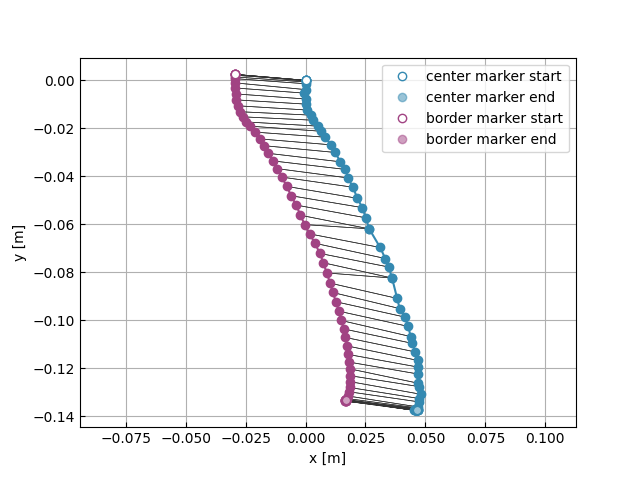 0.00
−0.02
−0.04
−0.06
−0.08
−0.10
−0.12
−0.14
y [m]
center marker start
center marker end
border marker start
border marker end
−0.075 −0.050 −0.025 0.000 0.025 0.050 0.075 0.100
x [m]